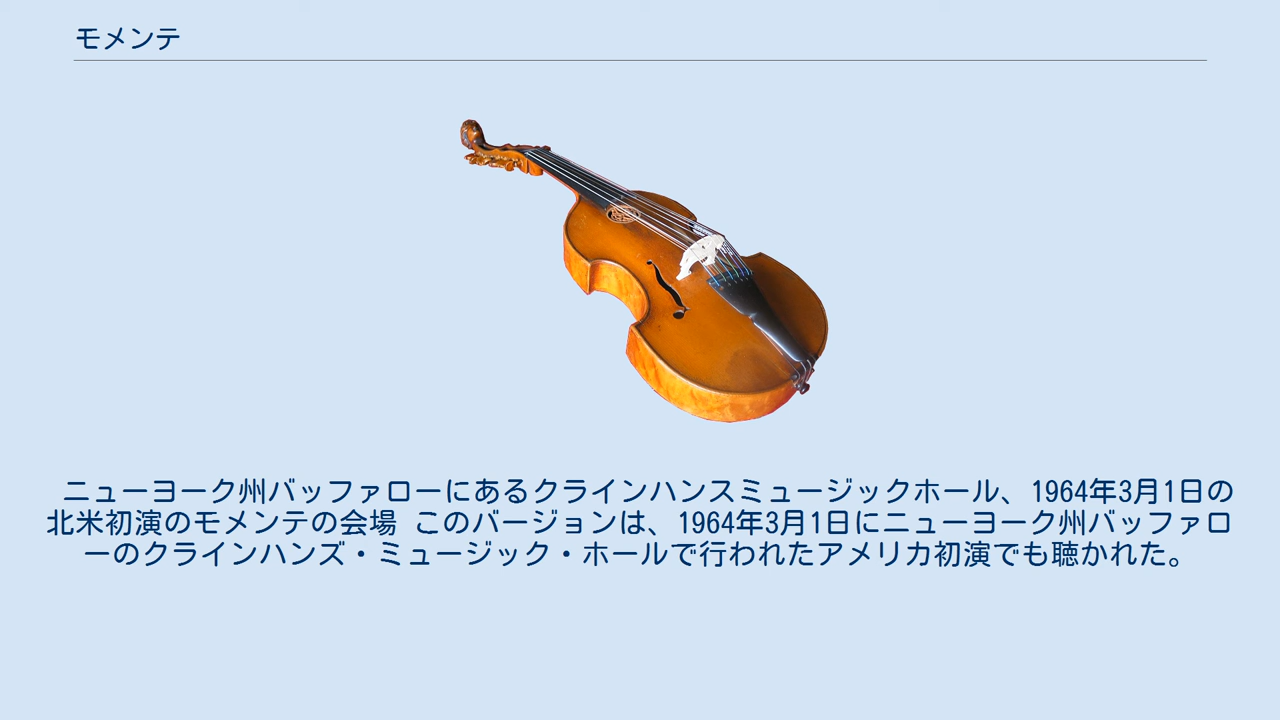 モメンテ
ニューヨーク州バッファローにあるクラインハンスミュージックホール、1964年3月1日の
北米初演のモメンテの会場 このバージョンは、1964年3月1日にニューヨーク州バッファロ
ーのクラインハンズ・ミュージック・ホールで行われたアメリカ初演でも聴かれた。